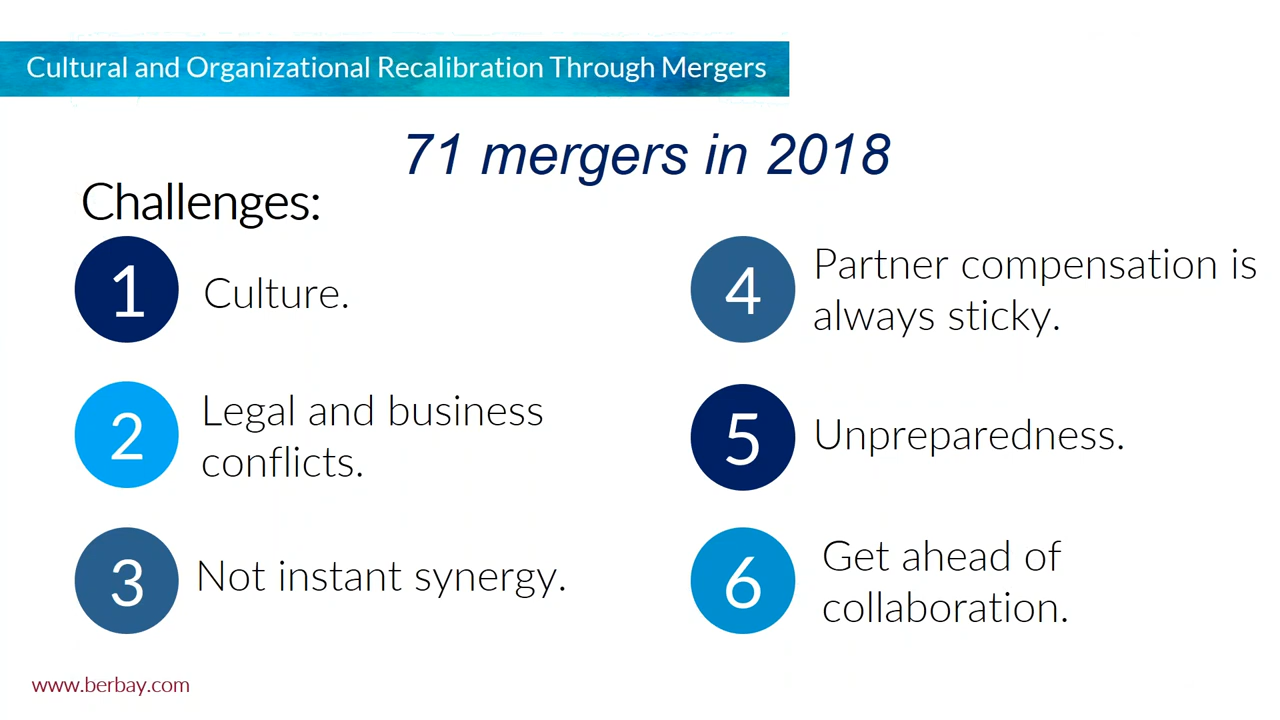 Cultural and Organizational Recalibration Through Mergers
71 mergers in 2018
Challenges:
1
Culture.
2
Legal and business
conflicts.
3
Not instant synergy.
4
Partner compensation is
always sticky.
5
Unpreparedness.
6
Get ahead of
collaboration.
www.berbay.com